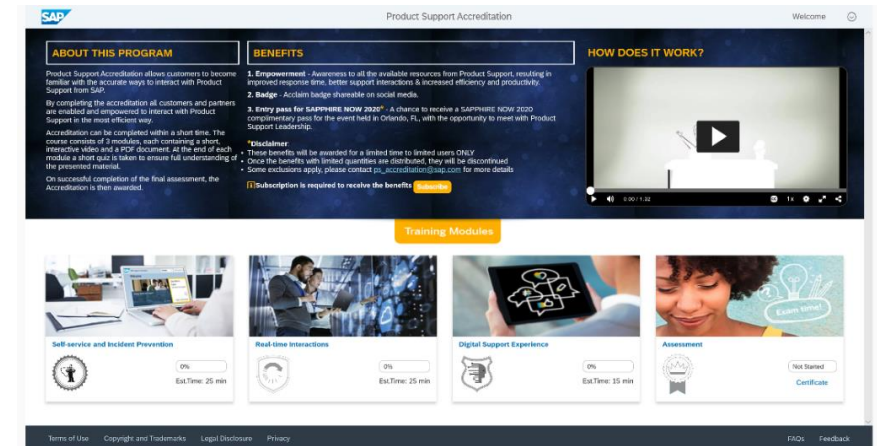 SAP
Product Support Accreditation
Welcome
ABOUT THIS PROGRAM
Product Support Accreditation allows customers to become
familiar with the accurate ways to interact with Product
Support from SAP.
By completing the accreditation all customers and partners
are enabled and empowered to interact with Product
Support in the most efficient way.
Accreditation can be completed within a short time. The
course consists of 3 modules, each containing a short,
interactive video and a PDF document. At the end of each
module a short quiz is taken to ensure full understanding of
the presented material.
On successful completion of the final assessment, the
Accreditation is then awarded.
BENEFITS
1. Empowerment - Awareness to all the available resources from Product Support, resulting in
improved response time, better support interactions & increased efficiency and productivity.
2. Badge - Acclaim badge shareable on social media.
3. Entry pass for SAPPHIRE NOW 2020* - A chance to receive a SAPPHIRE NOW 2020
complimentary pass for the event held in Orlando, FL, with the opportunity to meet with Product
Support Leadership.
*Disclaimer:
• These benefits will be awarded for a limited time to limited users ONLY
• Once the benefits with limited quantities are distributed, they will be discontinued
• Some exclusions apply, please contact ps_accreditation@sap.com for more details
Subscription is required to receive the benefits Subscribe
HOW DOES IT WORK?
0:00 / 1:32
1x
Training Modules
Self-service and Incident Prevention
0%
Est.Time: 25 min
Real-time Interactions
0%
Est.Time: 25 min
Digital Support Experience
0%
Est.Time: 15 min
Exam time!
Assessment
Not Started
Certificate
Terms of Use Copyright and Trademarks Legal Disclosure Privacy
FAQs Feedback